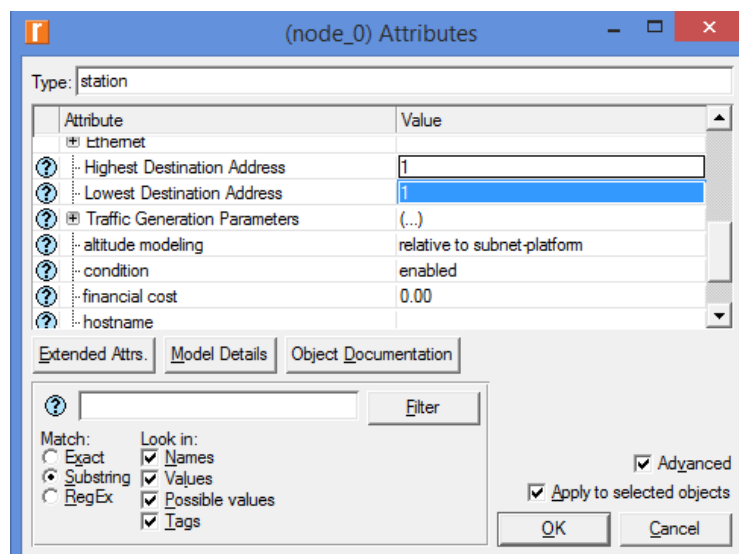 (node_0) Attributes
Type: station
Attribute Value
Ethernet
Highest Destination Address 1
Lowest Destination Address 1
Traffic Generation Parameters (...)
altitude modeling relative to subnet-platform
condition enabled
financial cost 0.00
hostname
Extended Attrs. Model Details Object Documentation
Filter
Match: Look in:
Exact Names
Substring Values
RegEx Possible values
Tags
Advanced
Apply to selected objects
OK Cancel